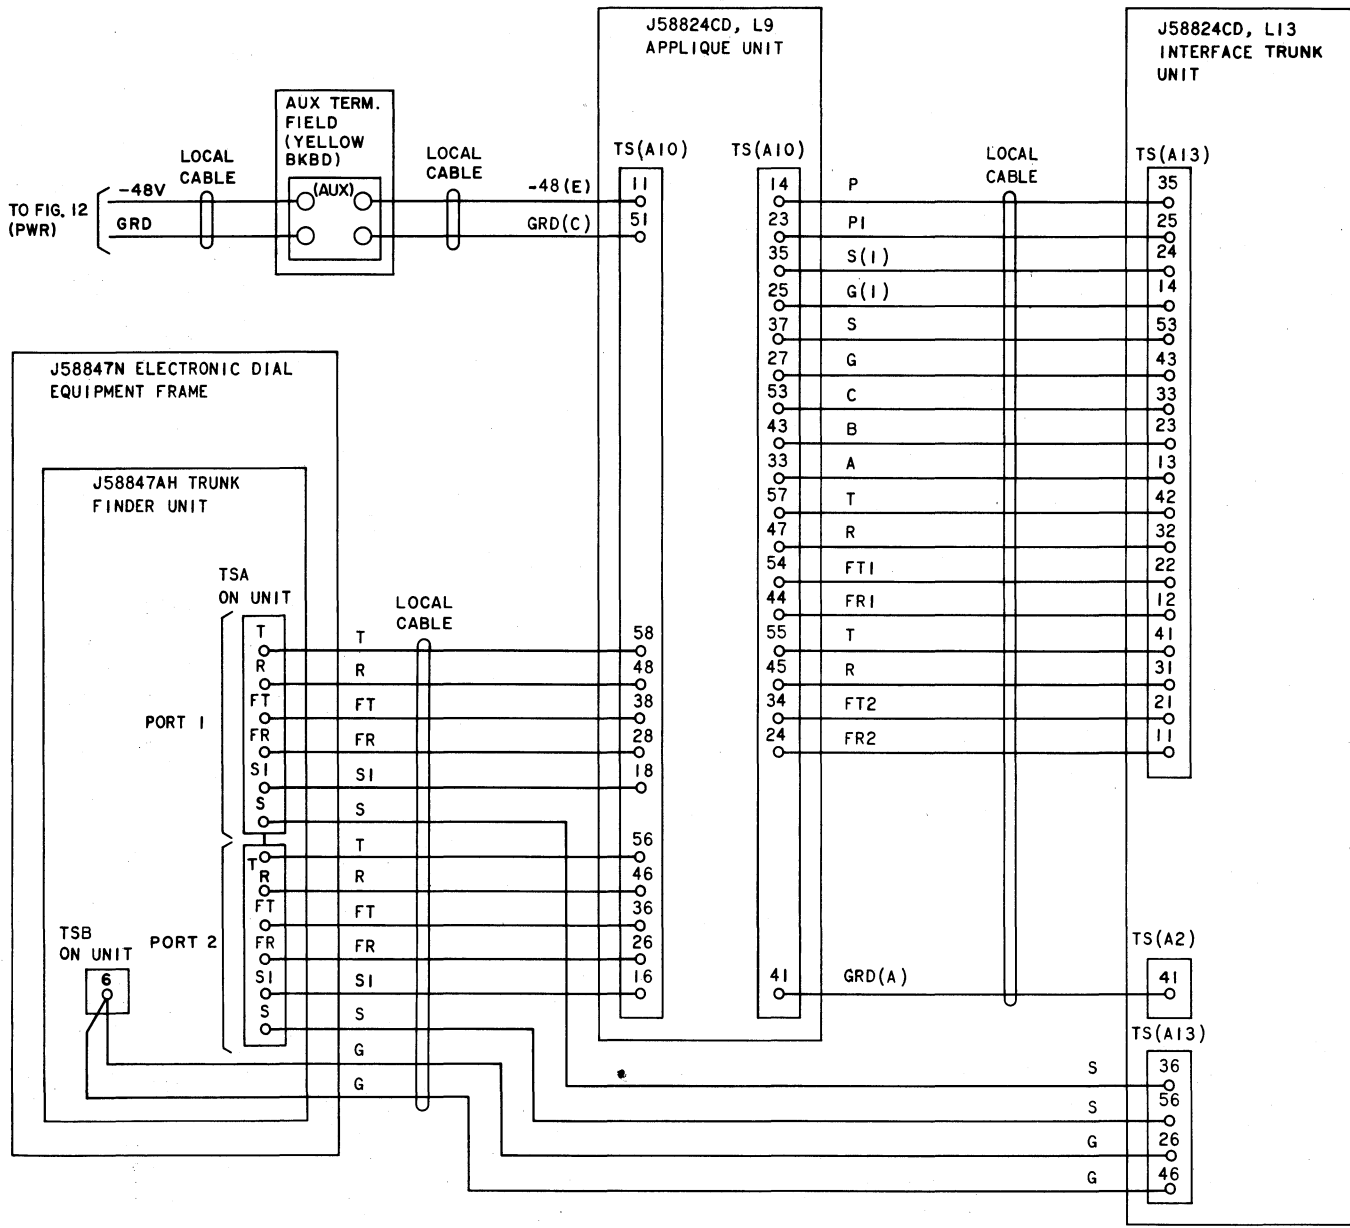 J58824CD, L9
APPLIQUE UNIT
J58824CD, L13
INTERFACE TRUNK
UNIT
AUX TERM.
FIELD
(YELLOW
BKBD)
LOCAL
CABLE
LOCAL
CABLE
TS(A10)
TS(A10)
LOCAL
CABLE
TS(A13)
TO FIG. 12
(PWR)
-48V
(AUX)
-48(E)
11
14
P
35
GRD
GRD(C)
51
23
P1
25
35
S(1)
24
25
G(1)
14
37
S
53
27
G
43
53
C
33
43
B
23
33
A
13
57
T
42
47
R
32
54
FT1
22
44
FR1
12
55
T
41
45
R
31
34
FT2
21
24
FR2
11
J58847N ELECTRONIC DIAL
EQUIPMENT FRAME
J58847AH TRUNK
FINDER UNIT
TSA
ON UNIT
LOCAL
CABLE
PORT 1
T
T
58
R
R
48
FT
FT
38
FR
FR
28
S1
S1
18
S
S
PORT 2
T
T
56
R
R
46
FT
FT
36
FR
FR
26
S1
S1
16
S
S
TSB
ON UNIT
6
G
G
41
GRD(A)
TS(A2)
41
TS(A13)
S
36
S
56
G
26
G
46